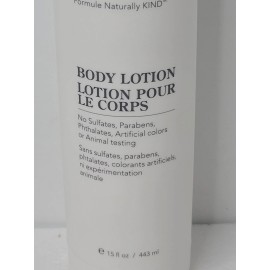 Formule Naturally KIND™
BODY LOTION
LOTION POUR
LE CORPS
No Sulfates, Parabens,
Phthalates, Artificial colors
or Animal testing
Sans sulfates, parabens,
phtalates, colorants artificiels,
ni expérimentation
animale
℮ 15 fl oz / 443 ml